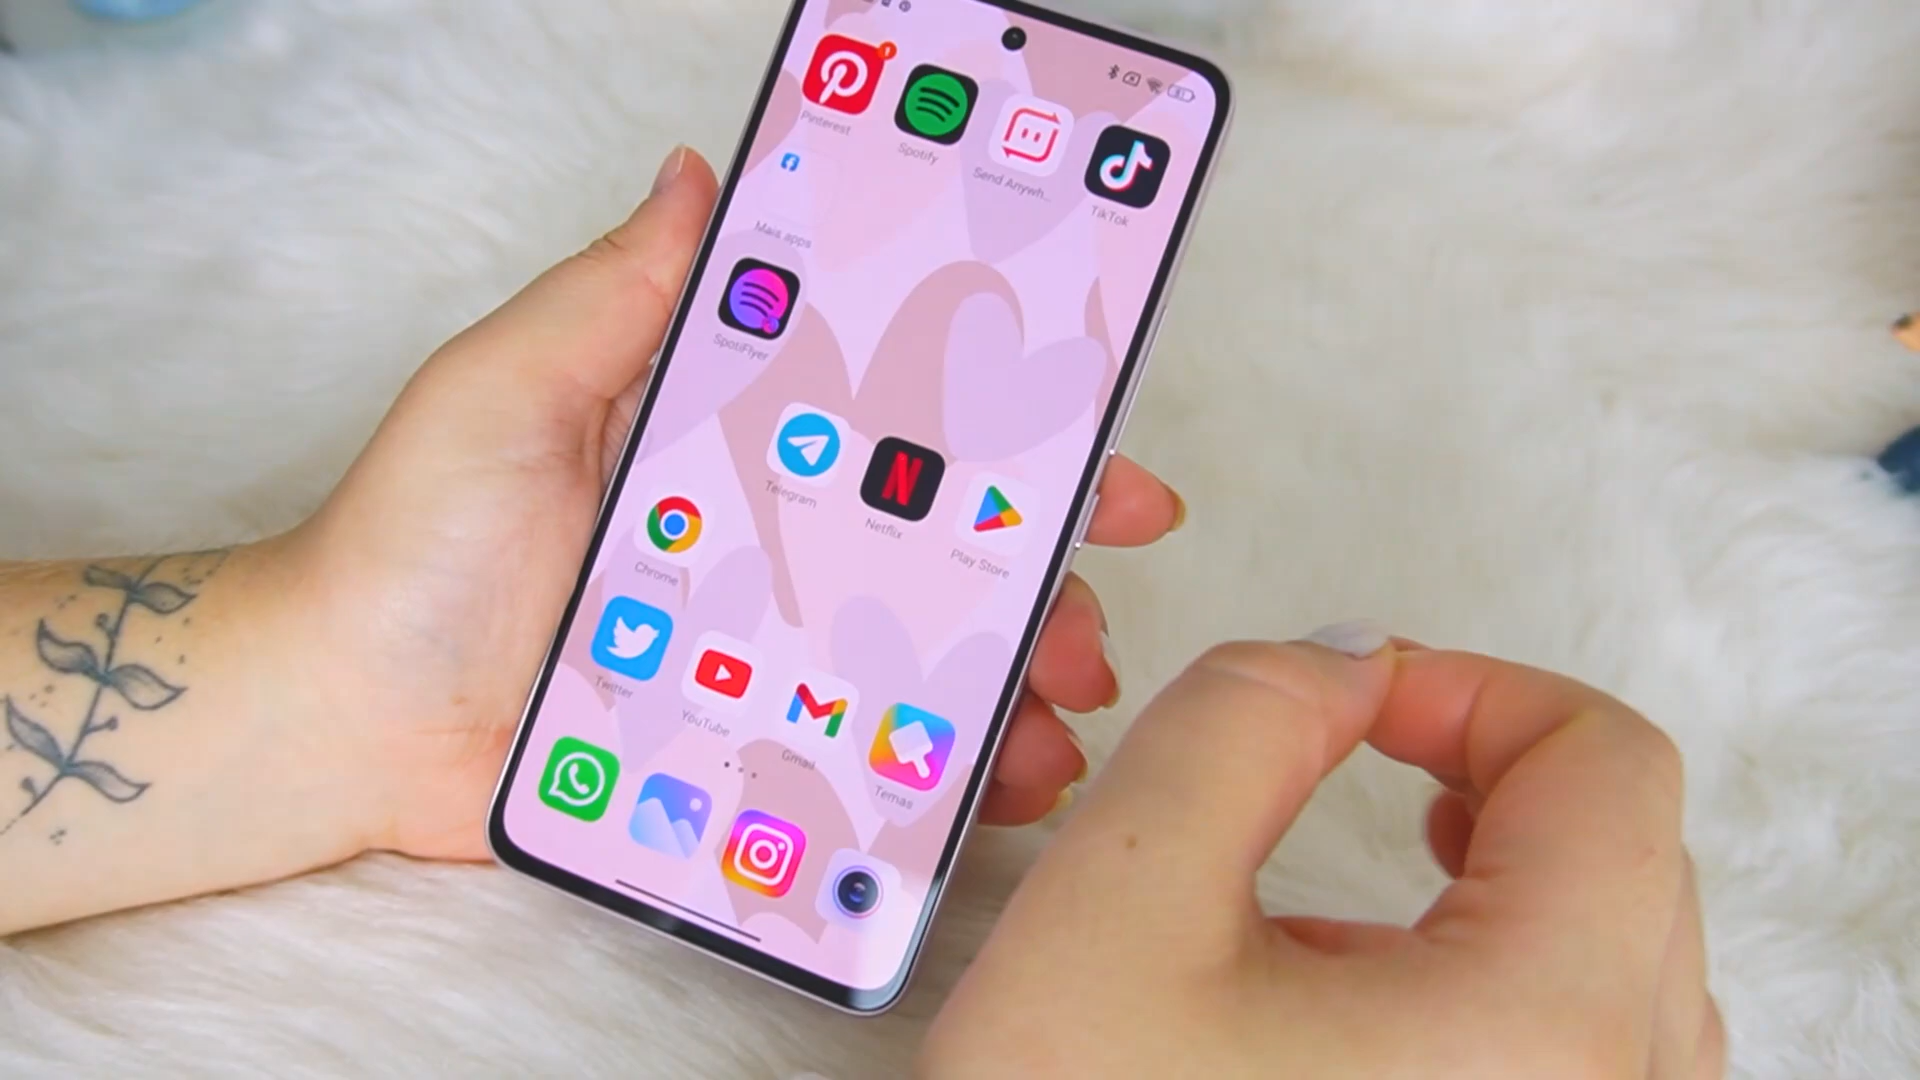 Pinterest
Spotify
Send Anywh...
TikTok
Mais apps
SpotiFlyer
Telegram
Netflix
Play Store
Chrome
Twitter
YouTube
Gmail
Temas